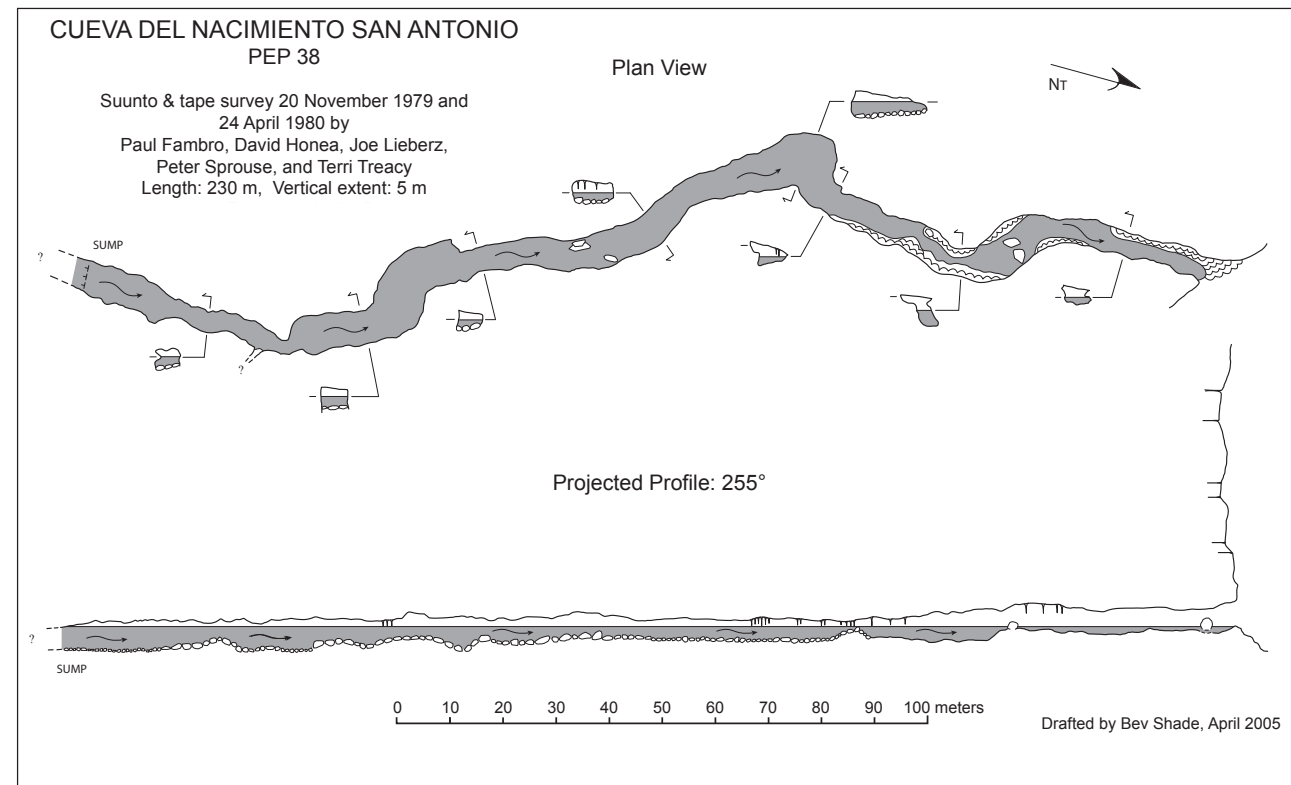 CUEVA DEL NACIMIENTO SAN ANTONIO
PEP 38
Suunto & tape survey 20 November 1979 and
24 April 1980 by
Paul Fambro, David Honea, Joe Lieberz,
Peter Sprouse, and Terri Treacy
Length: 230 m, Vertical extent: 5 m
Plan View
NT
?
SUMP
?
Projected Profile: 255°
?
SUMP
0 10 20 30 40 50 60 70 80 90 100 meters
Drafted by Bev Shade, April 2005